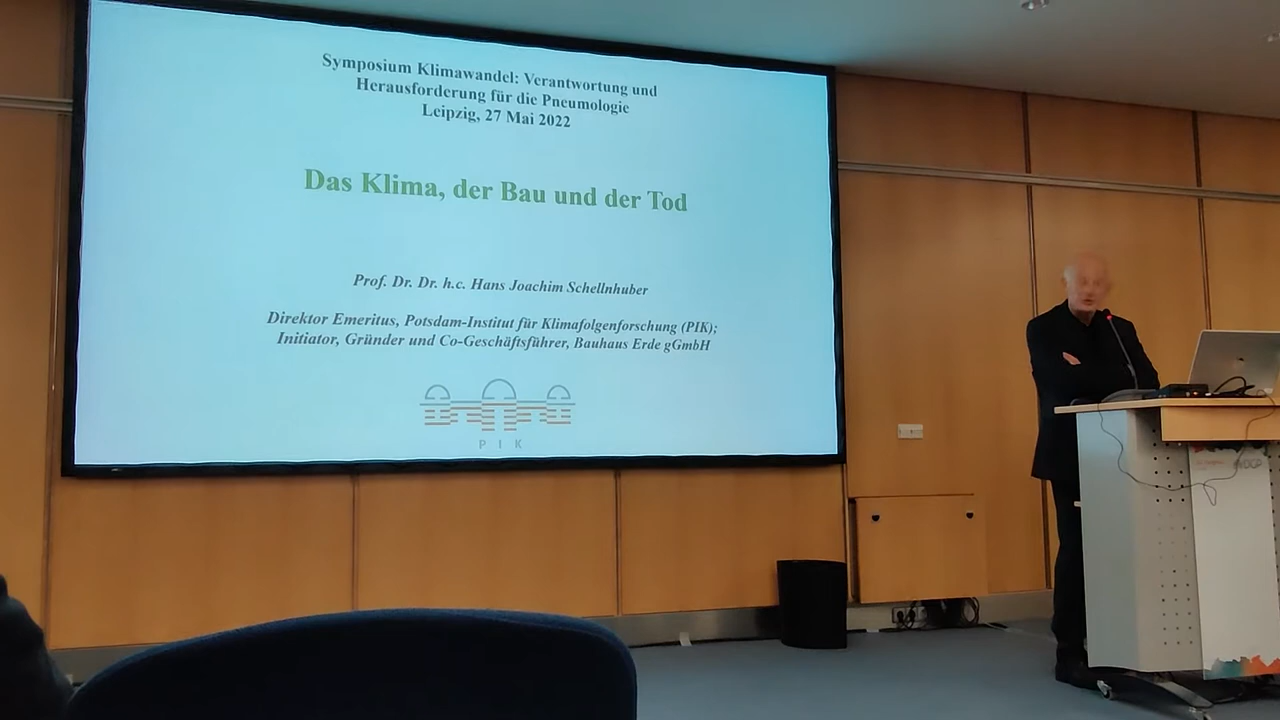 Symposium Klimawandel: Verantwortung und
Herausforderung für die Pneumologie
Leipzig, 27 Mai 2022
Das Klima, der Bau und der Tod
Prof. Dr. Dr. h.c. Hans Joachim Schellnhuber
Direktor Emeritus, Potsdam-Institut für Klimafolgenforschung (PIK);
Initiator, Gründer und Co-Geschäftsführer, Bauhaus Erde gGmbH
P I K